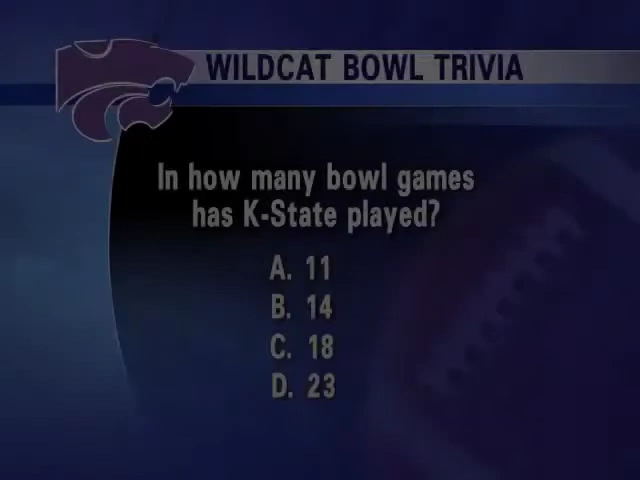 WILDCAT BOWL TRIVIA
In how many bowl games
has K-State played?
A. 11
B. 14
C. 18
D. 23